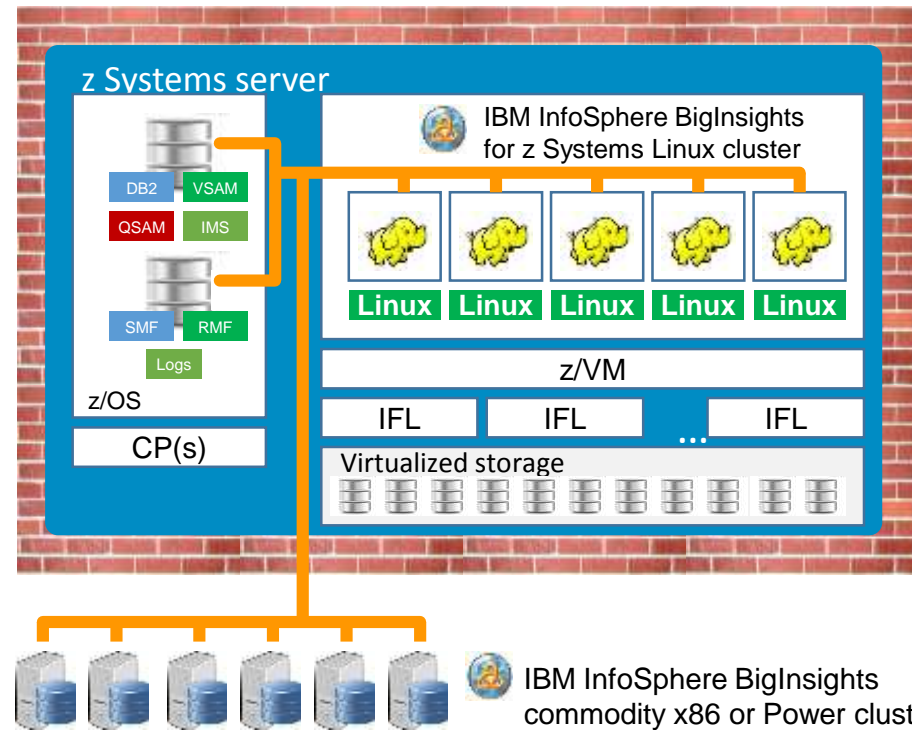 z Systems server
DB2
VSAM
QSAM
IMS
SMF
RMF
Logs
z/OS
CP(s)
IBM InfoSphere BigInsights
for z Systems Linux cluster
Linux
Linux
Linux
Linux
Linux
z/VM
IFL
IFL
...
IFL
Virtualized storage
IBM InfoSphere BigInsights
commodity x86 or Power clust